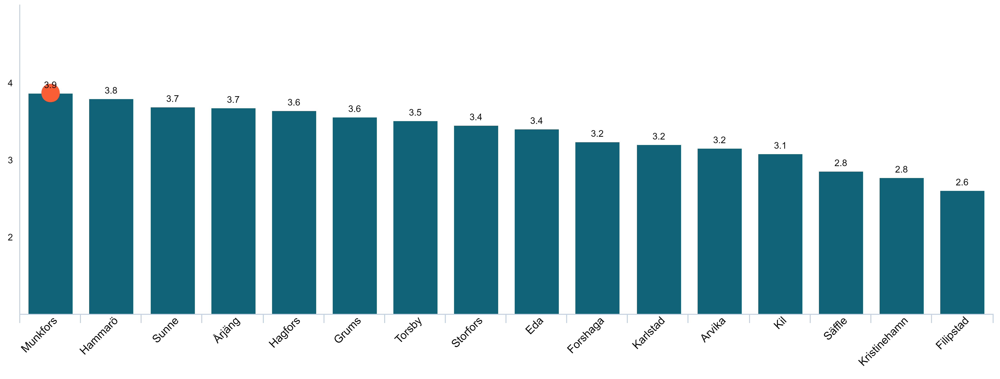 4
3
2
3.9
3.8
3.7
3.7
3.6
3.6
3.5
3.4
3.4
3.2
3.2
3.2
3.1
2.8
2.8
2.6
Munkfors
Hammarö
Sunne
Årjäng
Hagfors
Grums
Torsby
Storfors
Eda
Forshaga
Karlstad
Arvika
Kil
Säffle
Kristinehamn
Filipstad